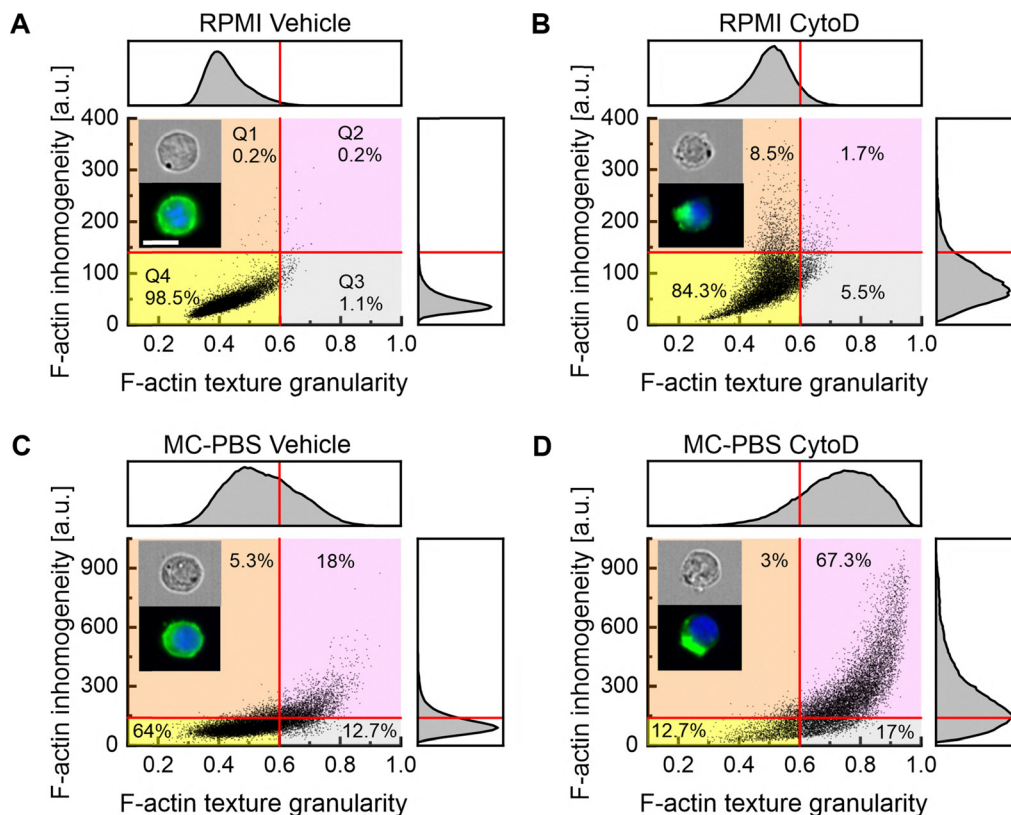 A
RPMI Vehicle
F-actin inhomogeneity [a.u.]
400
300
200
100
0
Q1
0.2%
Q2
0.2%
Q4
98.5%
Q3
1.1%
0.2 0.4 0.6 0.8 1.0
F-actin texture granularity
B
RPMI CytoD
F-actin inhomogeneity [a.u.]
400
300
200
100
0
8.5%
1.7%
84.3%
5.5%
0.2 0.4 0.6 0.8 1.0
F-actin texture granularity
C
MC-PBS Vehicle
F-actin inhomogeneity [a.u.]
900
600
300
0
5.3%
18%
64%
12.7%
0.2 0.4 0.6 0.8 1.0
F-actin texture granularity
D
MC-PBS CytoD
F-actin inhomogeneity [a.u.]
900
600
300
0
3%
67.3%
12.7%
17%
0.2 0.4 0.6 0.8 1.0
F-actin texture granularity